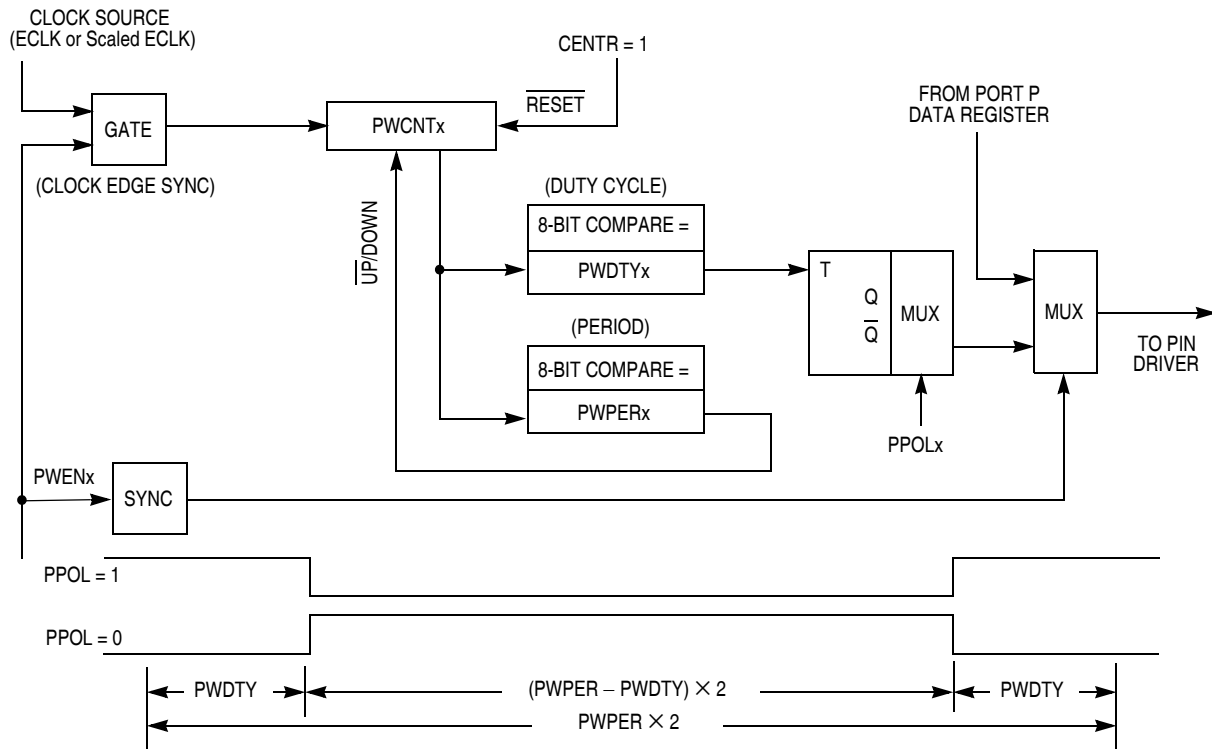 CLOCK SOURCE
(ECLK or Scaled ECLK)
CENTR = 1
RESET
FROM PORT P
DATA REGISTER
GATE
PWCNTx
(CLOCK EDGE SYNC)
UP/DOWN
(DUTY CYCLE)
8-BIT COMPARE =
PWDTYx
T
Q
Q
MUX
MUX
TO PIN
DRIVER
(PERIOD)
8-BIT COMPARE =
PWPERx
PPOLx
PWENx
SYNC
PPOL = 1
PPOL = 0
PWDTY
(PWPER – PWDTY) × 2
PWDTY
PWPER × 2